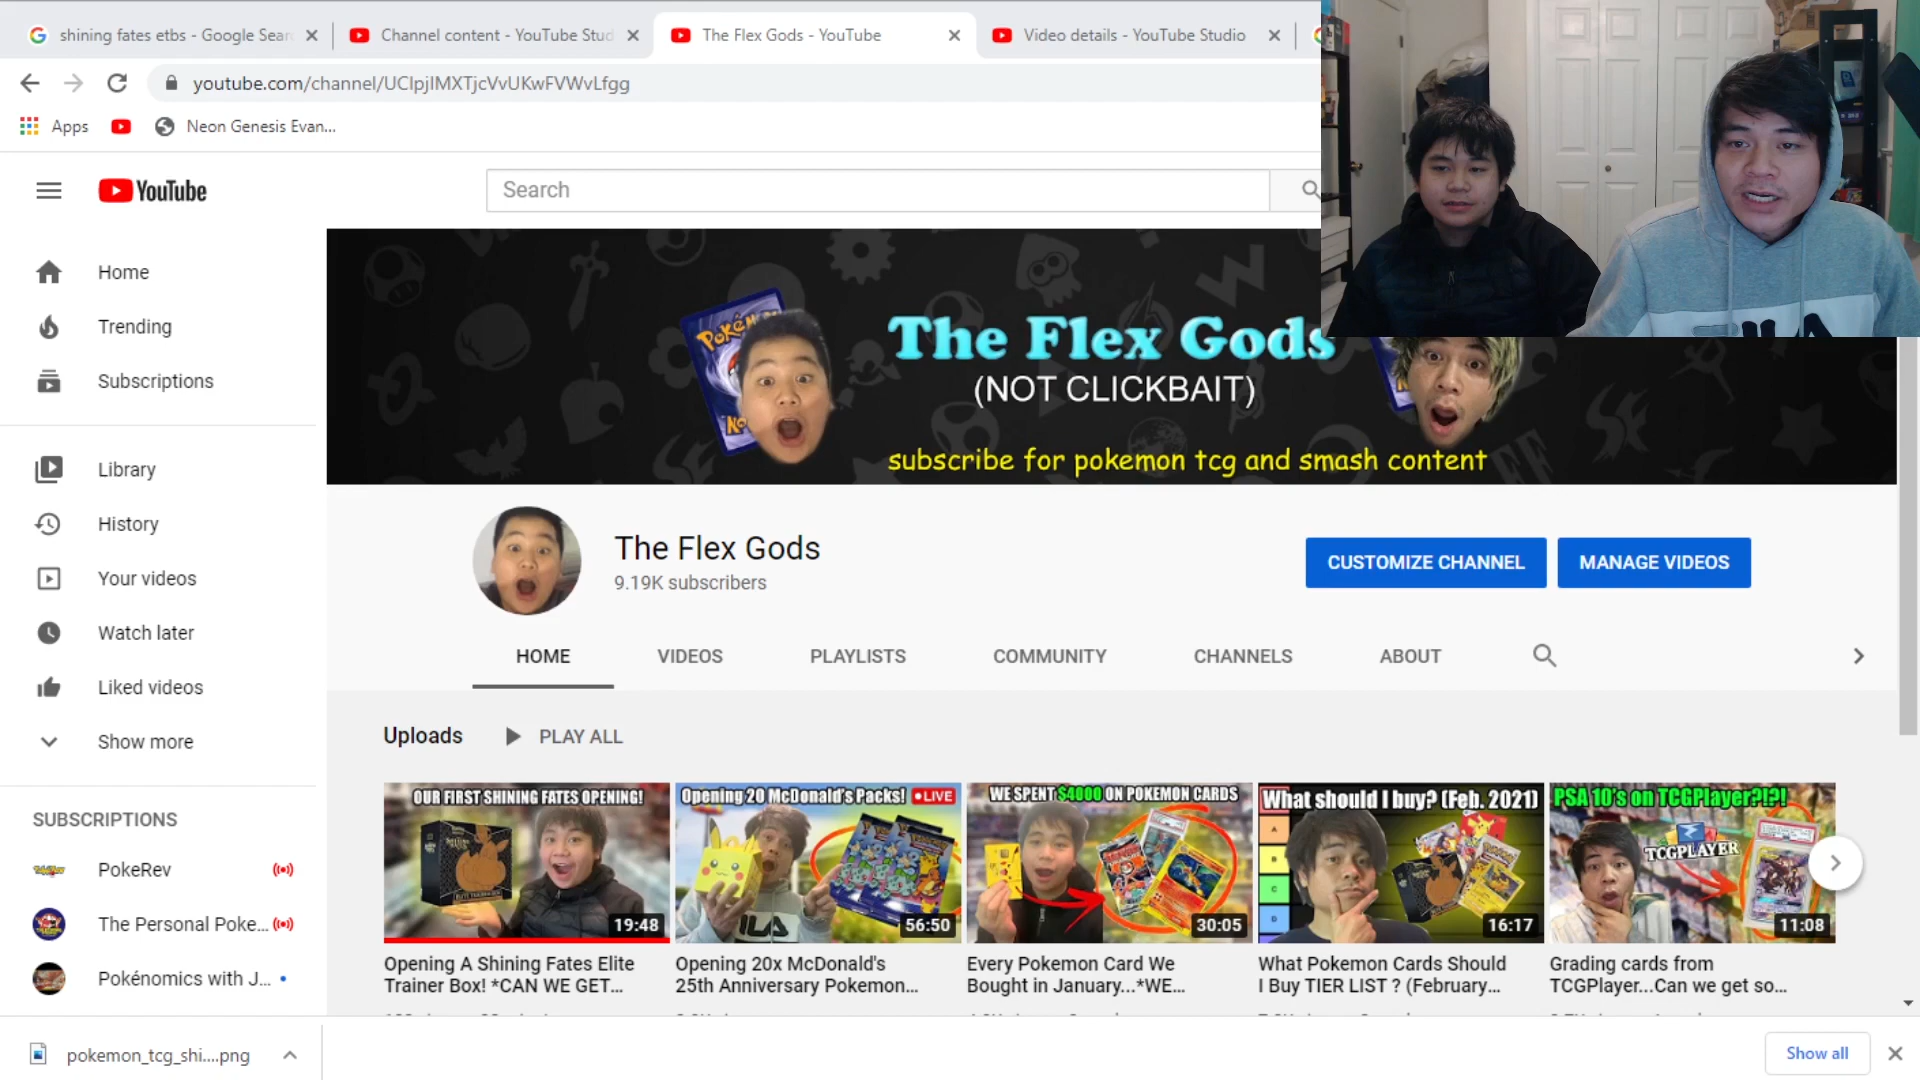 shining fates etbs - Google Sear
Channel content - YouTube Stud
The Flex Gods - YouTube
Video details - YouTube Studio
youtube.com/channel/UClpjIMXTjcVvUKwFVWvLfgg
Apps
Neon Genesis Evan...
YouTube
Search
Home
Trending
Subscriptions
Library
History
Your videos
Watch later
Liked videos
Show more
SUBSCRIPTIONS
PokeRev
The Personal Poke...
Pokénomics with J...
The Flex Gods
(NOT CLICKBAIT)
subscribe for pokemon tcg and smash content
FILA
The Flex Gods
9.19K subscribers
CUSTOMIZE CHANNEL
MANAGE VIDEOS
HOME
VIDEOS
PLAYLISTS
COMMUNITY
CHANNELS
ABOUT
Uploads
PLAY ALL
OUR FIRST SHINING FATES OPENING!
19:48
Opening A Shining Fates Elite
Trainer Box! *CAN WE GET...
Opening 20 McDonald's Packs!
LIVE
FILA
56:50
Opening 20x McDonald's
25th Anniversary Pokemon...
WE SPENT $4000 ON POKEMON CARDS
30:05
Every Pokemon Card We
Bought in January...*WE...
What should I buy? (Feb. 2021)
A
B
C
D
16:17
What Pokemon Cards Should
I Buy TIER LIST ? (February...
PSA 10's on TCGPlayer?!?!
TCGPLAYER
11:08
Grading cards from
TCGPlayer...Can we get so...
pokemon_tcg_shi....png
Show all